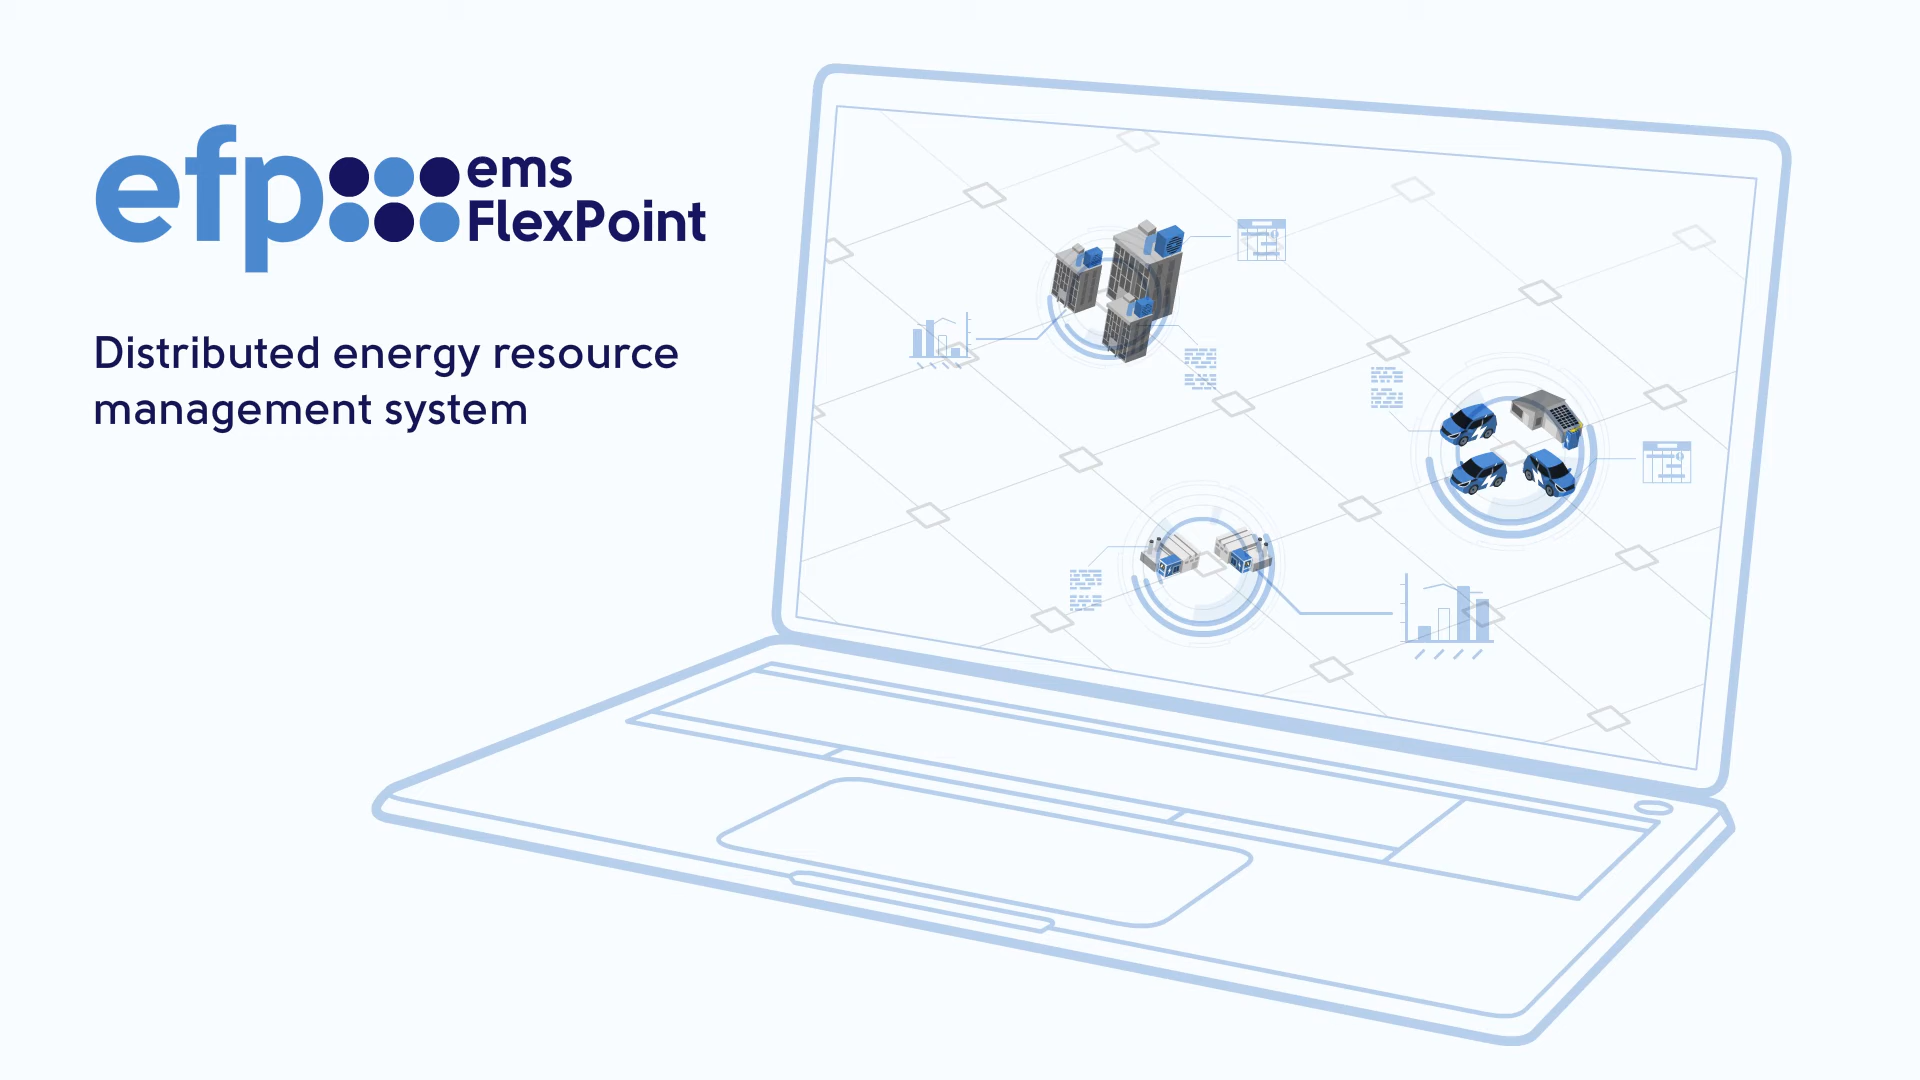 efp
ems
FlexPoint
Distributed energy resource
management system